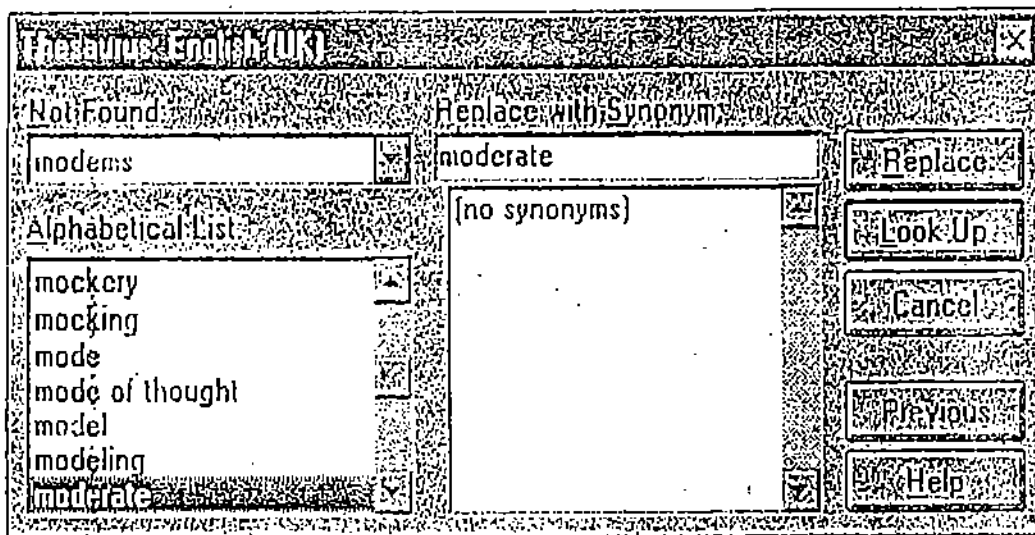 Thesaurus: English (UK)
Not Found:
modems
Alphabetical List
mockery
mocking
mode
mode of thought
model
modeling
moderate
Replace with Synonym:
moderate
(no synonyms)
Replace
Look Up
Cancel
Previous
Help